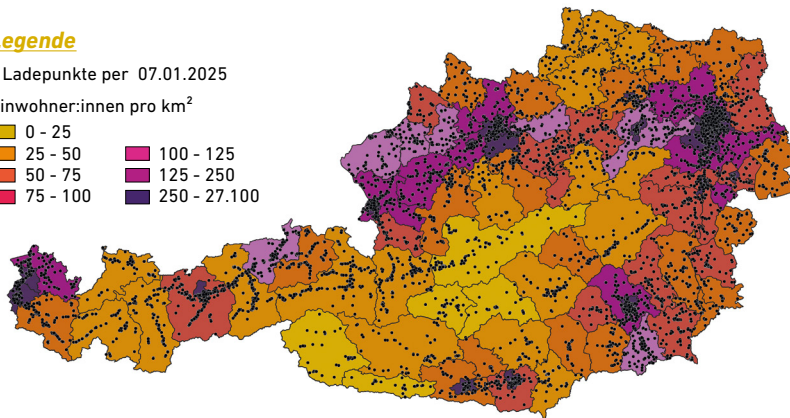 egende
Ladepunkte per 07.01.2025
inwohner:innen pro km²
0 - 25
25 - 50
50 - 75
75 - 100
100 - 125
125 - 250
250 - 27.100